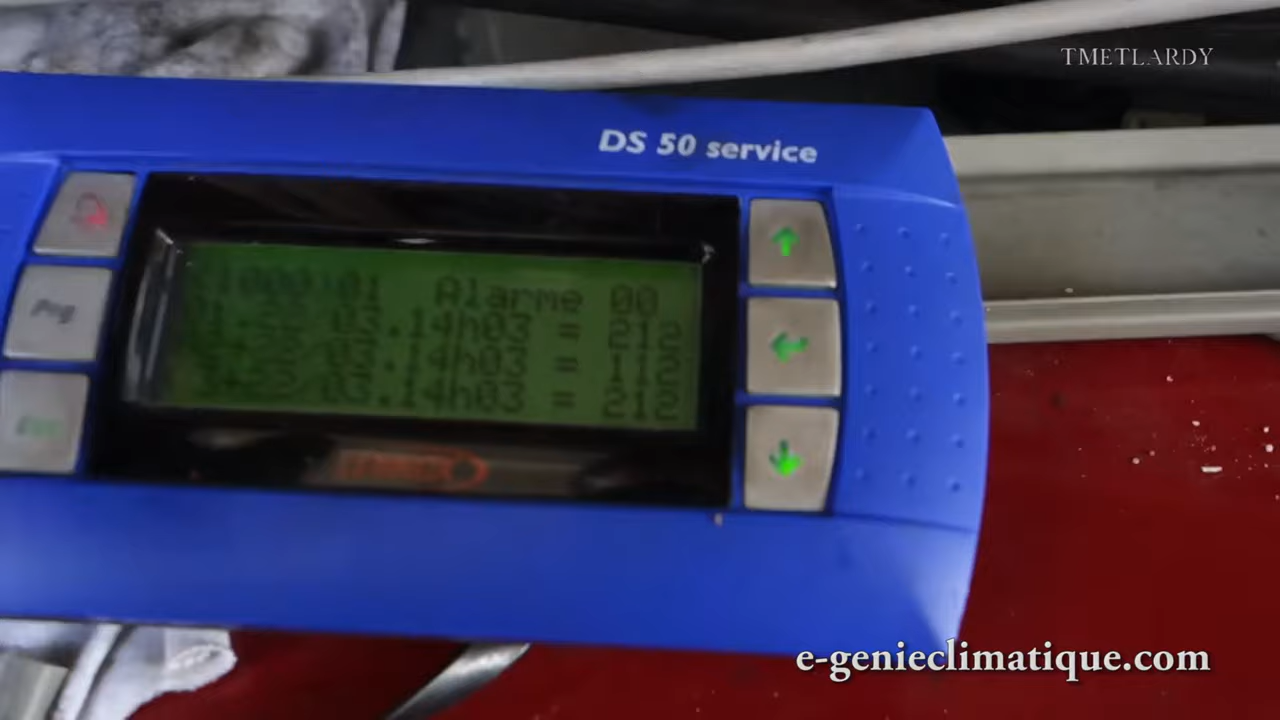 TMETLARDY
DS 50 service
Alarme 00
03.14h03 = 212
Prg
03.14h03 = 112
03.14h03 = 212
e-genieclimatique.com